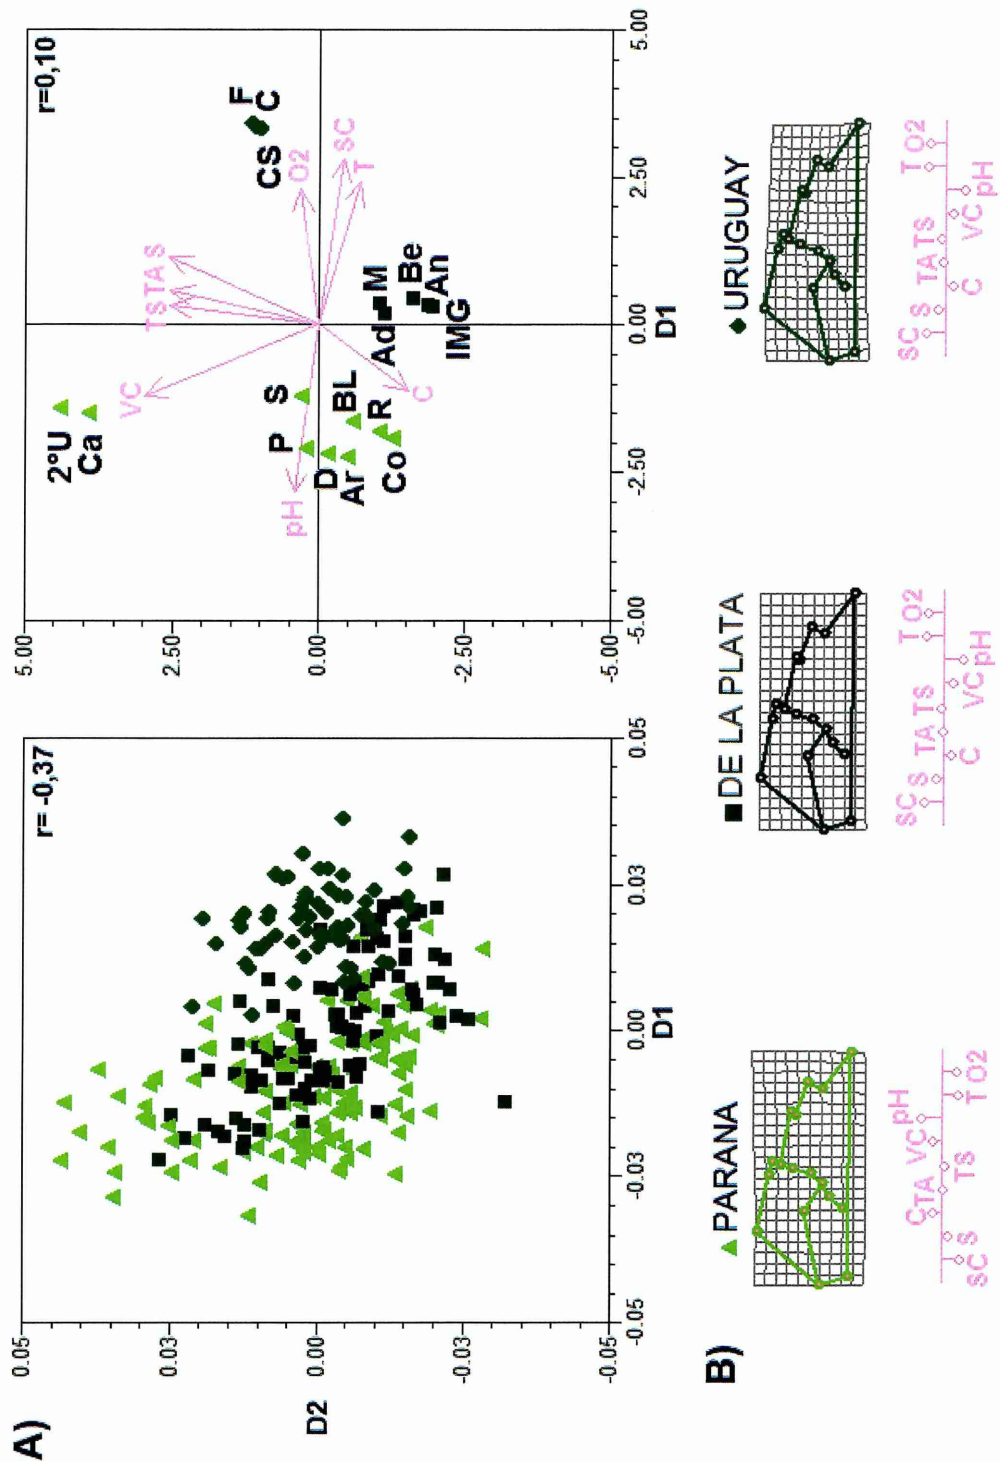 A)
r= -0,37
0.05
0.03
0.00
-0.03
-0.05
D2
-0.05
-0.03
0.00
0.03
0.05
D1
r=0,10
5.00
2.50
0.00
-2.50
-5.00
-5.00
-2.50
0.00
2.50
5.00
D1
2ºU
Ca
VC
TS TA S
F
C
CS
O2
SC
T
S
P
pH
D
Ar
BL
R
Co
C
Ad M
Be
An
IMG
B)
PARANA
DE LA PLATA
URUGUAY
SC S C TA TS VC pH T O2
SC S C TA TS VC pH T O2
SC S C TA TS VC pH T O2